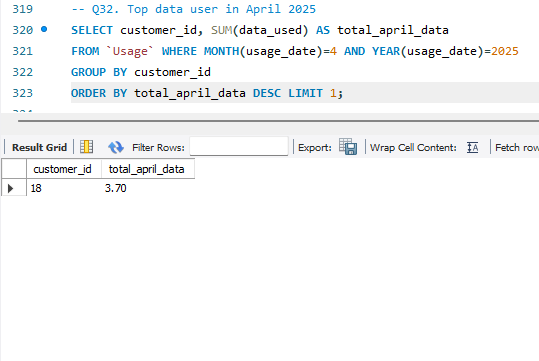 319 -- Q32. Top data user in April 2025
320 SELECT customer_id, SUM(data_used) AS total_april_data
321 FROM `Usage` WHERE MONTH(usage_date)=4 AND YEAR(usage_date)=2025
322 GROUP BY customer_id
323 ORDER BY total_april_data DESC LIMIT 1;
Result Grid Filter Rows: Export: Wrap Cell Content: Fetch row
customer_id total_april_data
18 3.70